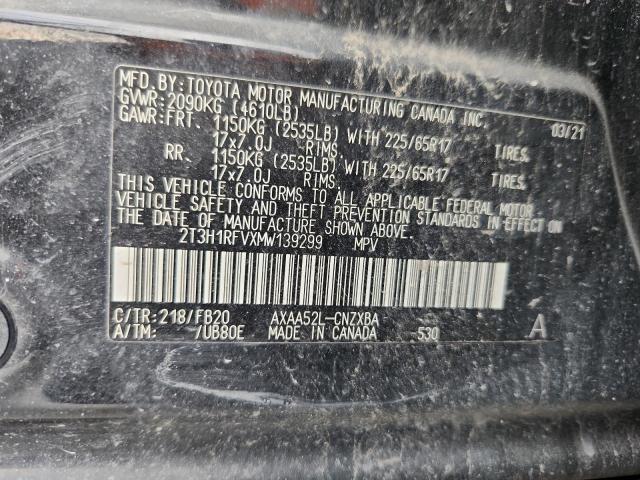 MFD.BY:TOYOTA MOTOR MANUFACTURING CANADA INC.
GVWR:2090KG (4610LB) 03/21
GAWR:FRT. 1150KG (2535LB) WITH 225/65R17 TIRES,
17x7.0J RIMS
RR. 1150KG (2535LB) WITH 225/65R17 TIRES,
17x7.0J RIMS
THIS VEHICLE CONFORMS TO ALL APPLICABLE FEDERAL MOTOR
VEHICLE SAFETY AND THEFT PREVENTION STANDARDS IN EFFECT ON
THE DATE OF MANUFACTURE SHOWN ABOVE.
2T3H1RFVXMW139299 MPV
C/TR:218/FB20 AXAA52L-CNZXBA A
A/TM: /UB80E MADE IN CANADA 530